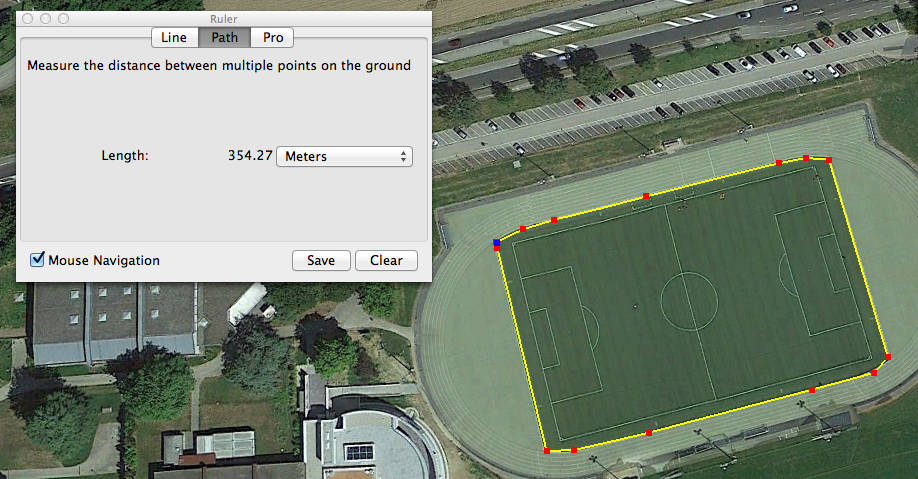 Ruler
Line Path Pro
Measure the distance between multiple points on the ground
Length: 354.27 Meters
Mouse Navigation Save Clear